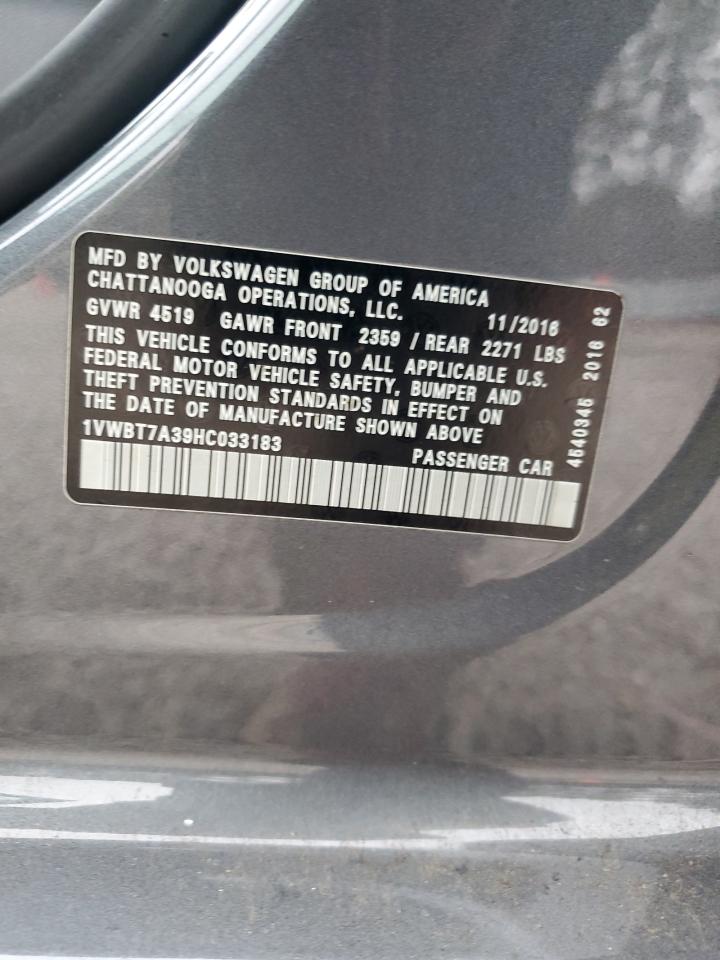 MFD BY VOLKSWAGEN GROUP OF AMERICA
CHATTANOOGA OPERATIONS, LLC. 11/2016
GVWR 4519 GAWR FRONT 2359 / REAR 2271 LBS
THIS VEHICLE CONFORMS TO ALL APPLICABLE U.S.
FEDERAL MOTOR VEHICLE SAFETY, BUMPER AND
THEFT PREVENTION STANDARDS IN EFFECT ON
THE DATE OF MANUFACTURE SHOWN ABOVE
1VWBT7A39HC033183 PASSENGER CAR
4540345 2016 62